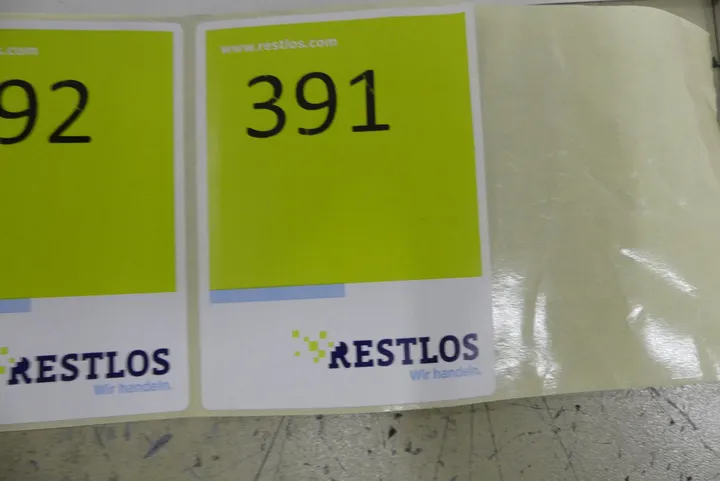 s.com
92
RESTLOS
Wir handeln.
www.restlos.com
391
RESTLOS
Wir handeln.